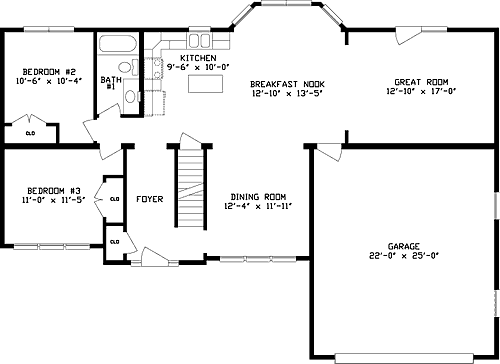 BEDROOM #2
10'-6" × 10'-4"
CLO
BATH
#1
KITCHEN
9'-6" × 10'-0"
BREAKFAST NOOK
12'-10" × 13'-5"
GREAT ROOM
12'-10" × 17'-0"
BEDROOM #3
11'-0" × 11'-5"
CLO
CLO
FOYER
DINING ROOM
12'-4" × 11'-11"
GARAGE
22'-0" × 25'-0"